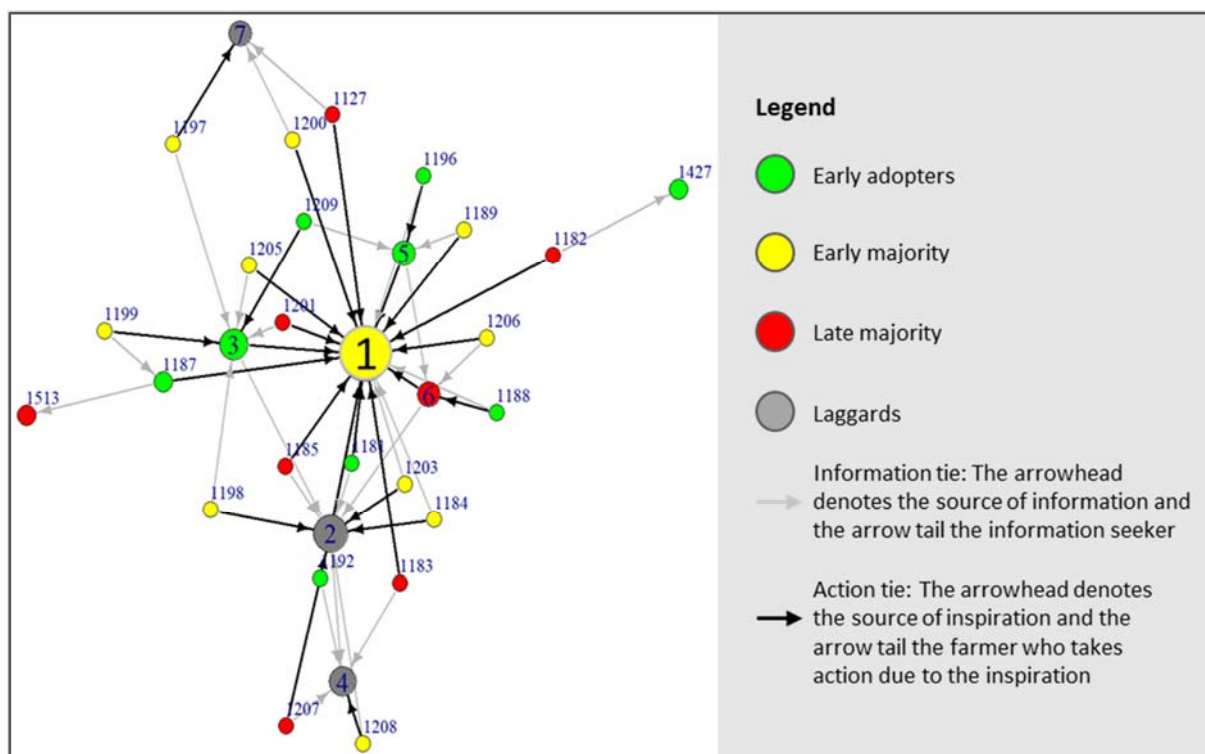 7
1127
1197
1200
1196
1427
1209
1189
1205
5
1182
1201
1199
1206
3
1
1187
6
1513
1188
1185
1181
1203
1198
1184
2
1192
1183
4
1207
1208
Legend
Early adopters
Early majority
Late majority
Laggards
Information tie: The arrowhead
denotes the source of information and
the arrow tail the information seeker
Action tie: The arrowhead denotes
the source of inspiration and the
arrow tail the farmer who takes
action due to the inspiration